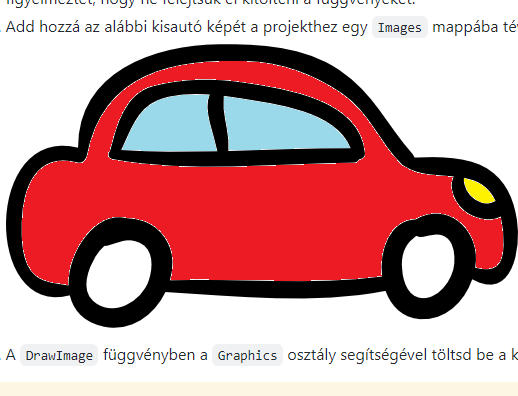 figyelmeztet, hogy ne felejtsük el kitölteni a függvényeket.
. Add hozzá az alábbi kisautó képét a projekthez egy Images mappába
. A DrawImage függvényben a Graphics osztály segítségével töltsd be a